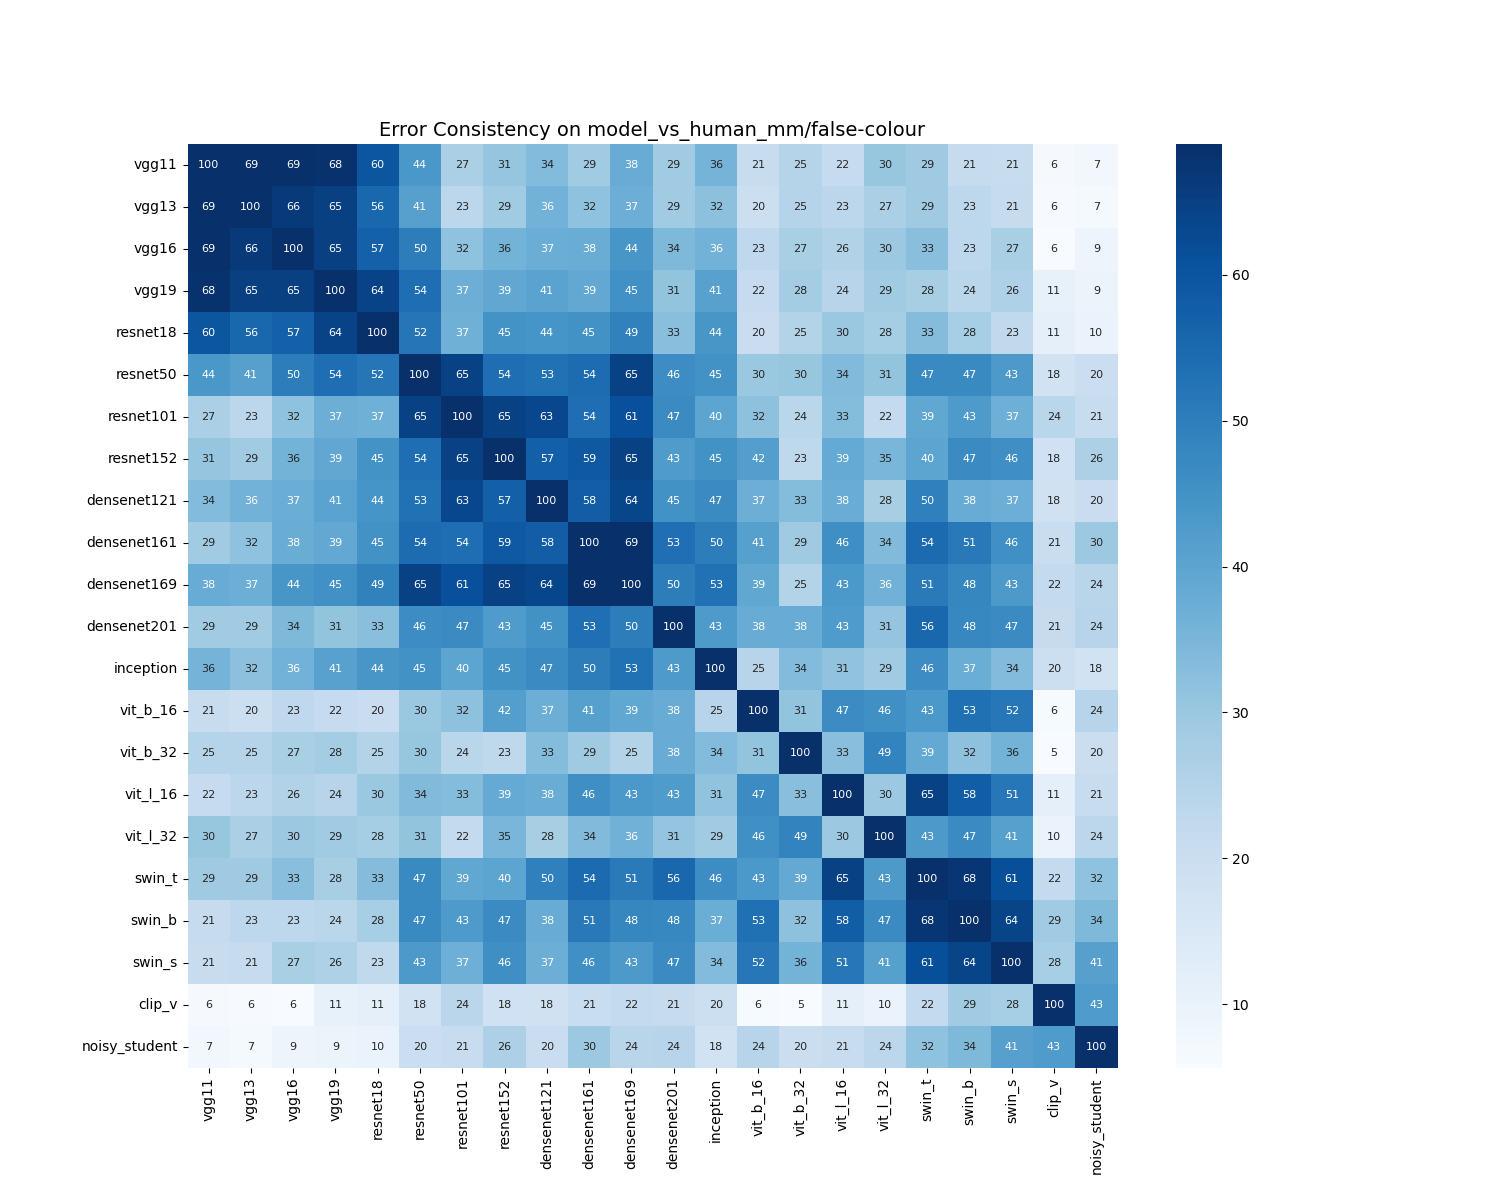 Error Consistency on model_vs_human_mm/false-colour
vgg11 100 69 69 68 60 44 27 31 34 29 38 29 36 21 25 22 30 29 21 21 6 7
vgg13 69 100 66 65 56 41 23 29 36 32 37 29 32 20 25 23 27 29 23 21 6 7
vgg16 69 66 100 65 57 50 32 36 37 38 44 34 36 23 27 26 30 33 23 27 6 9
vgg19 68 65 65 100 64 54 37 39 41 39 45 31 41 22 28 24 29 28 24 26 11 9
resnet18 60 56 57 64 100 52 37 45 44 45 49 33 44 20 25 30 28 33 28 23 11 10
resnet50 44 41 50 54 52 100 65 54 53 54 65 46 45 30 30 34 31 47 47 43 18 20
resnet101 27 23 32 37 37 65 100 65 63 54 61 47 40 32 24 33 22 39 43 37 24 21
resnet152 31 29 36 39 45 54 65 100 57 59 65 43 45 42 23 39 35 40 47 46 18 26
densenet121 34 36 37 41 44 53 63 57 100 58 64 45 47 37 33 38 28 50 38 37 18 20
densenet161 29 32 38 39 45 54 54 59 58 100 69 53 50 41 29 46 34 54 51 46 21 30
densenet169 38 37 44 45 49 65 61 65 64 69 100 50 53 39 25 43 36 51 48 43 22 24
densenet201 29 29 34 31 33 46 47 43 45 53 50 100 43 38 38 43 31 56 48 47 21 24
inception 36 32 36 41 44 45 40 45 47 50 53 43 100 25 34 31 29 46 37 34 20 18
vit_b_16 21 20 23 22 20 30 32 42 37 41 39 38 25 100 31 47 46 43 53 52 6 24
vit_b_32 25 25 27 28 25 30 24 23 33 29 25 38 34 31 100 33 49 39 32 36 5 20
vit_l_16 22 23 26 24 30 34 33 39 38 46 43 43 31 47 33 100 30 65 58 51 11 21
vit_l_32 30 27 30 29 28 31 22 35 28 34 36 31 29 46 49 30 100 43 47 41 10 24
swin_t 29 29 33 28 33 47 39 40 50 54 51 56 46 43 39 65 43 100 68 61 22 32
swin_b 21 23 23 24 28 47 43 47 38 51 48 48 37 53 32 58 47 68 100 64 29 34
swin_s 21 21 27 26 23 43 37 46 37 46 43 47 34 52 36 51 41 61 64 100 28 41
clip_v 6 6 6 11 11 18 24 18 18 21 22 21 20 6 5 11 10 22 29 28 100 43
noisy_student 7 7 9 9 10 20 21 26 20 30 24 24 18 24 20 21 24 32 34 41 43 100
vgg11 vgg13 vgg16 vgg19 resnet18 resnet50 resnet101 resnet152 densenet121 densenet161 densenet169 densenet201 inception vit_b_16 vit_b_32 vit_l_16 vit_l_32 swin_t swin_b swin_s clip_v noisy_student
60
50
40
30
20
10